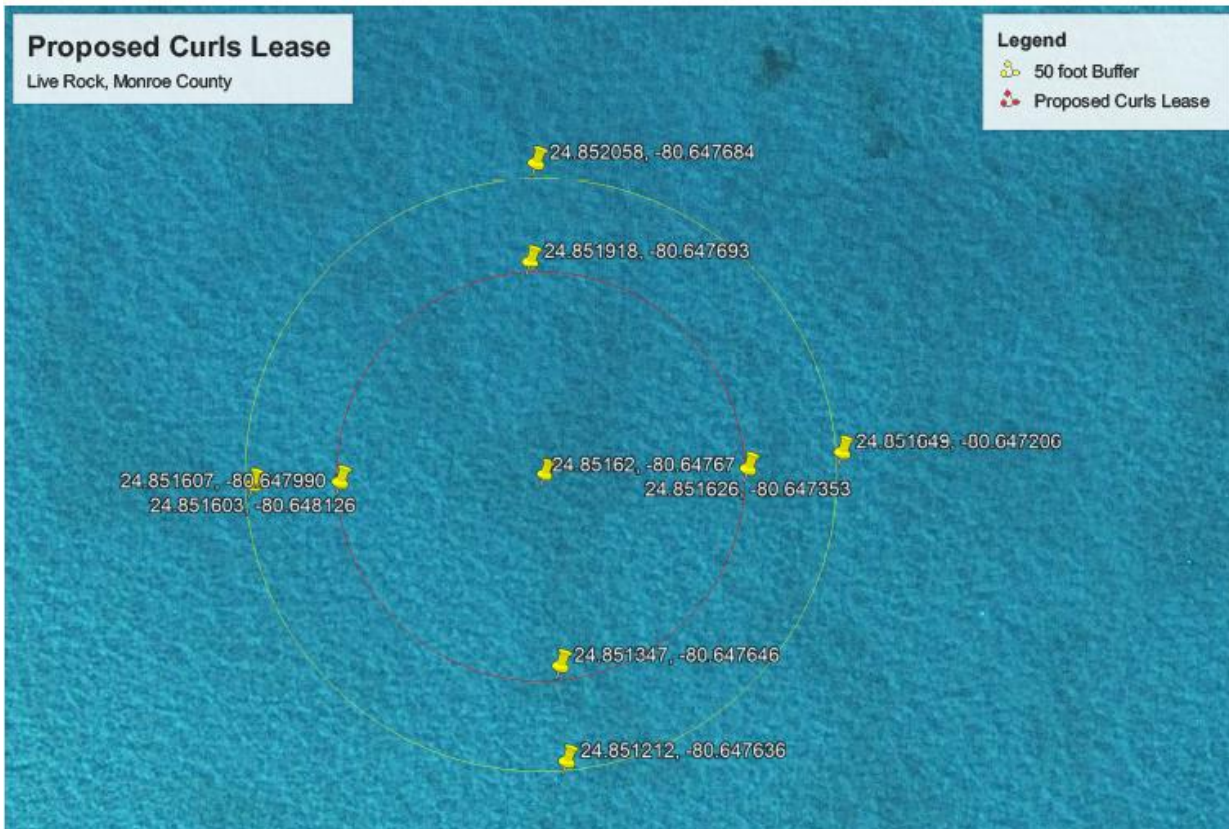 Proposed Curls Lease
Live Rock, Monroe County
Legend
50 foot Buffer
Proposed Curls Lease
24.852058, -80.647684
24.851918, -80.647693
24.851649, -80.647206
24.85162, -80.64767
24.851607, -80.647990
24.851626, -80.647353
24.851603, -80.648126
24.851347, -80.647646
24.851212, -80.647636